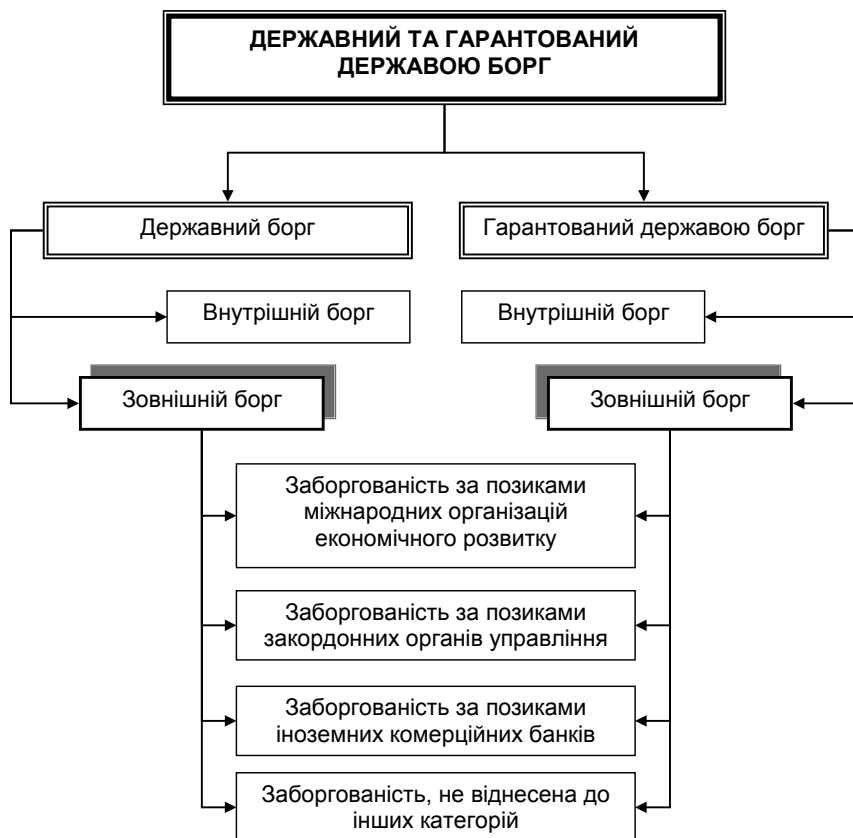 ДЕРЖАВНИЙ ТА ГАРАНТОВАНИЙ
ДЕРЖАВОЮ БОРГ
Державний борг
Гарантований державою борг
Внутрішній борг
Внутрішній борг
Зовнішній борг
Зовнішній борг
Заборгованість за позиками
міжнародних організацій
економічного розвитку
Заборгованість за позиками
закордонних органів управління
Заборгованість за позиками
іноземних комерційних банків
Заборгованість, не віднесена до
інших категорій